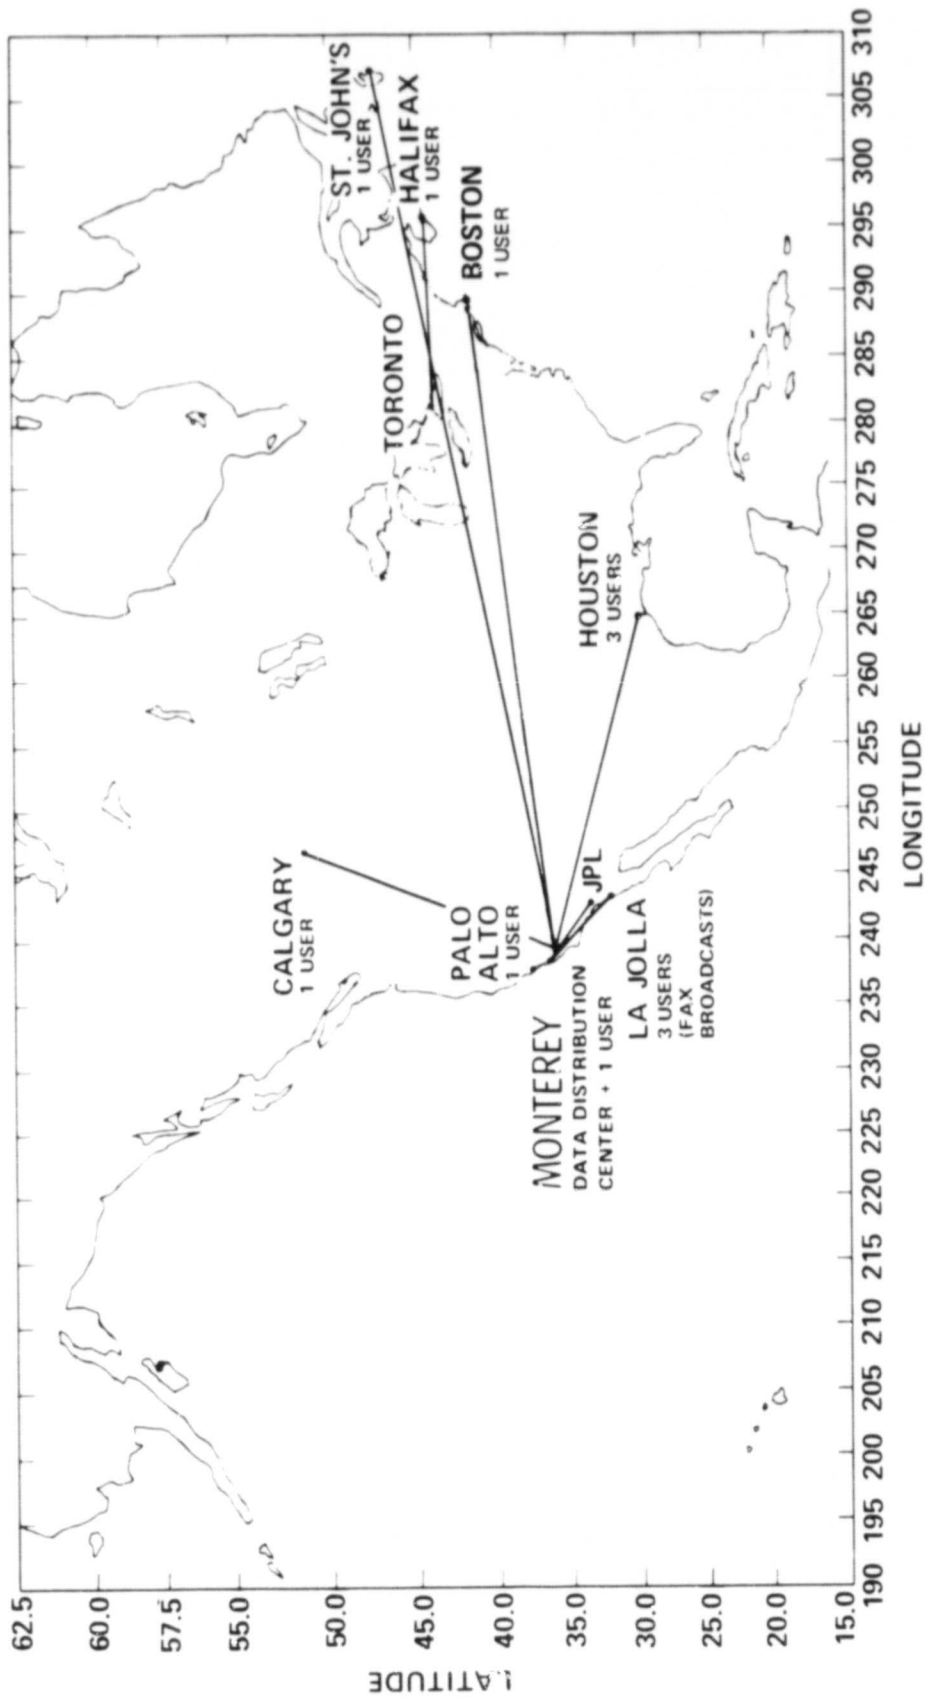 ST. JOHN'S
1 USER
HALIFAX
1 USER
BOSTON
1 USER
TORONTO
HOUSTON
3 USERS
CALGARY
1 USER
PALO
ALTO
1 USER
JPL
MONTEREY
DATA DISTRIBUTION
CENTER + 1 USER
LA JOLLA
3 USERS
(FAX
BROADCASTS)
LATITUDE
62.5
60.0
57.5
55.0
50.0
45.0
40.0
35.0
30.0
25.0
20.0
15.0
190 195 200 205 210 215 220 225 230 235 240 245 250 255 260 265 270 275 280 285 290 295 300 305 310
LONGITUDE